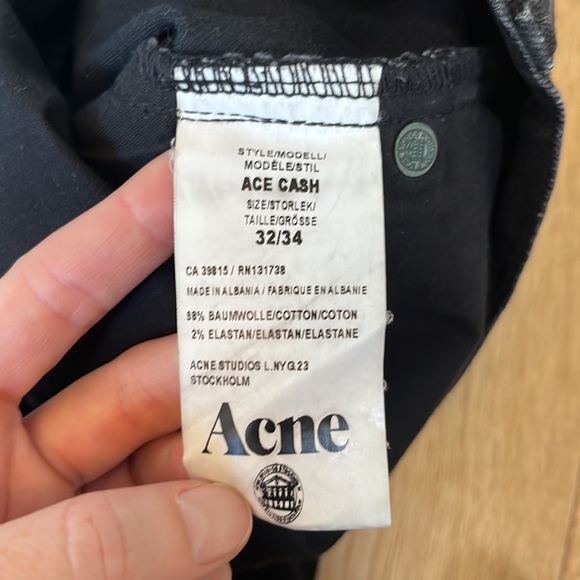 STYLE/MODELL/
MODÈLE/STIL
ACE CASH
SIZE/STORLEK/
TAILLE/GRÖSSE
32/34
CA 39815 / RN131738
MADE IN ALBANIA / FABRIQUE EN ALBANIE
98% BAUMWOLLE/COTTON/COTON
2% ELASTAN/ELASTAN/ELASTANE
ACNE STUDIOS L.NYG.23
STOCKHOLM
Acne